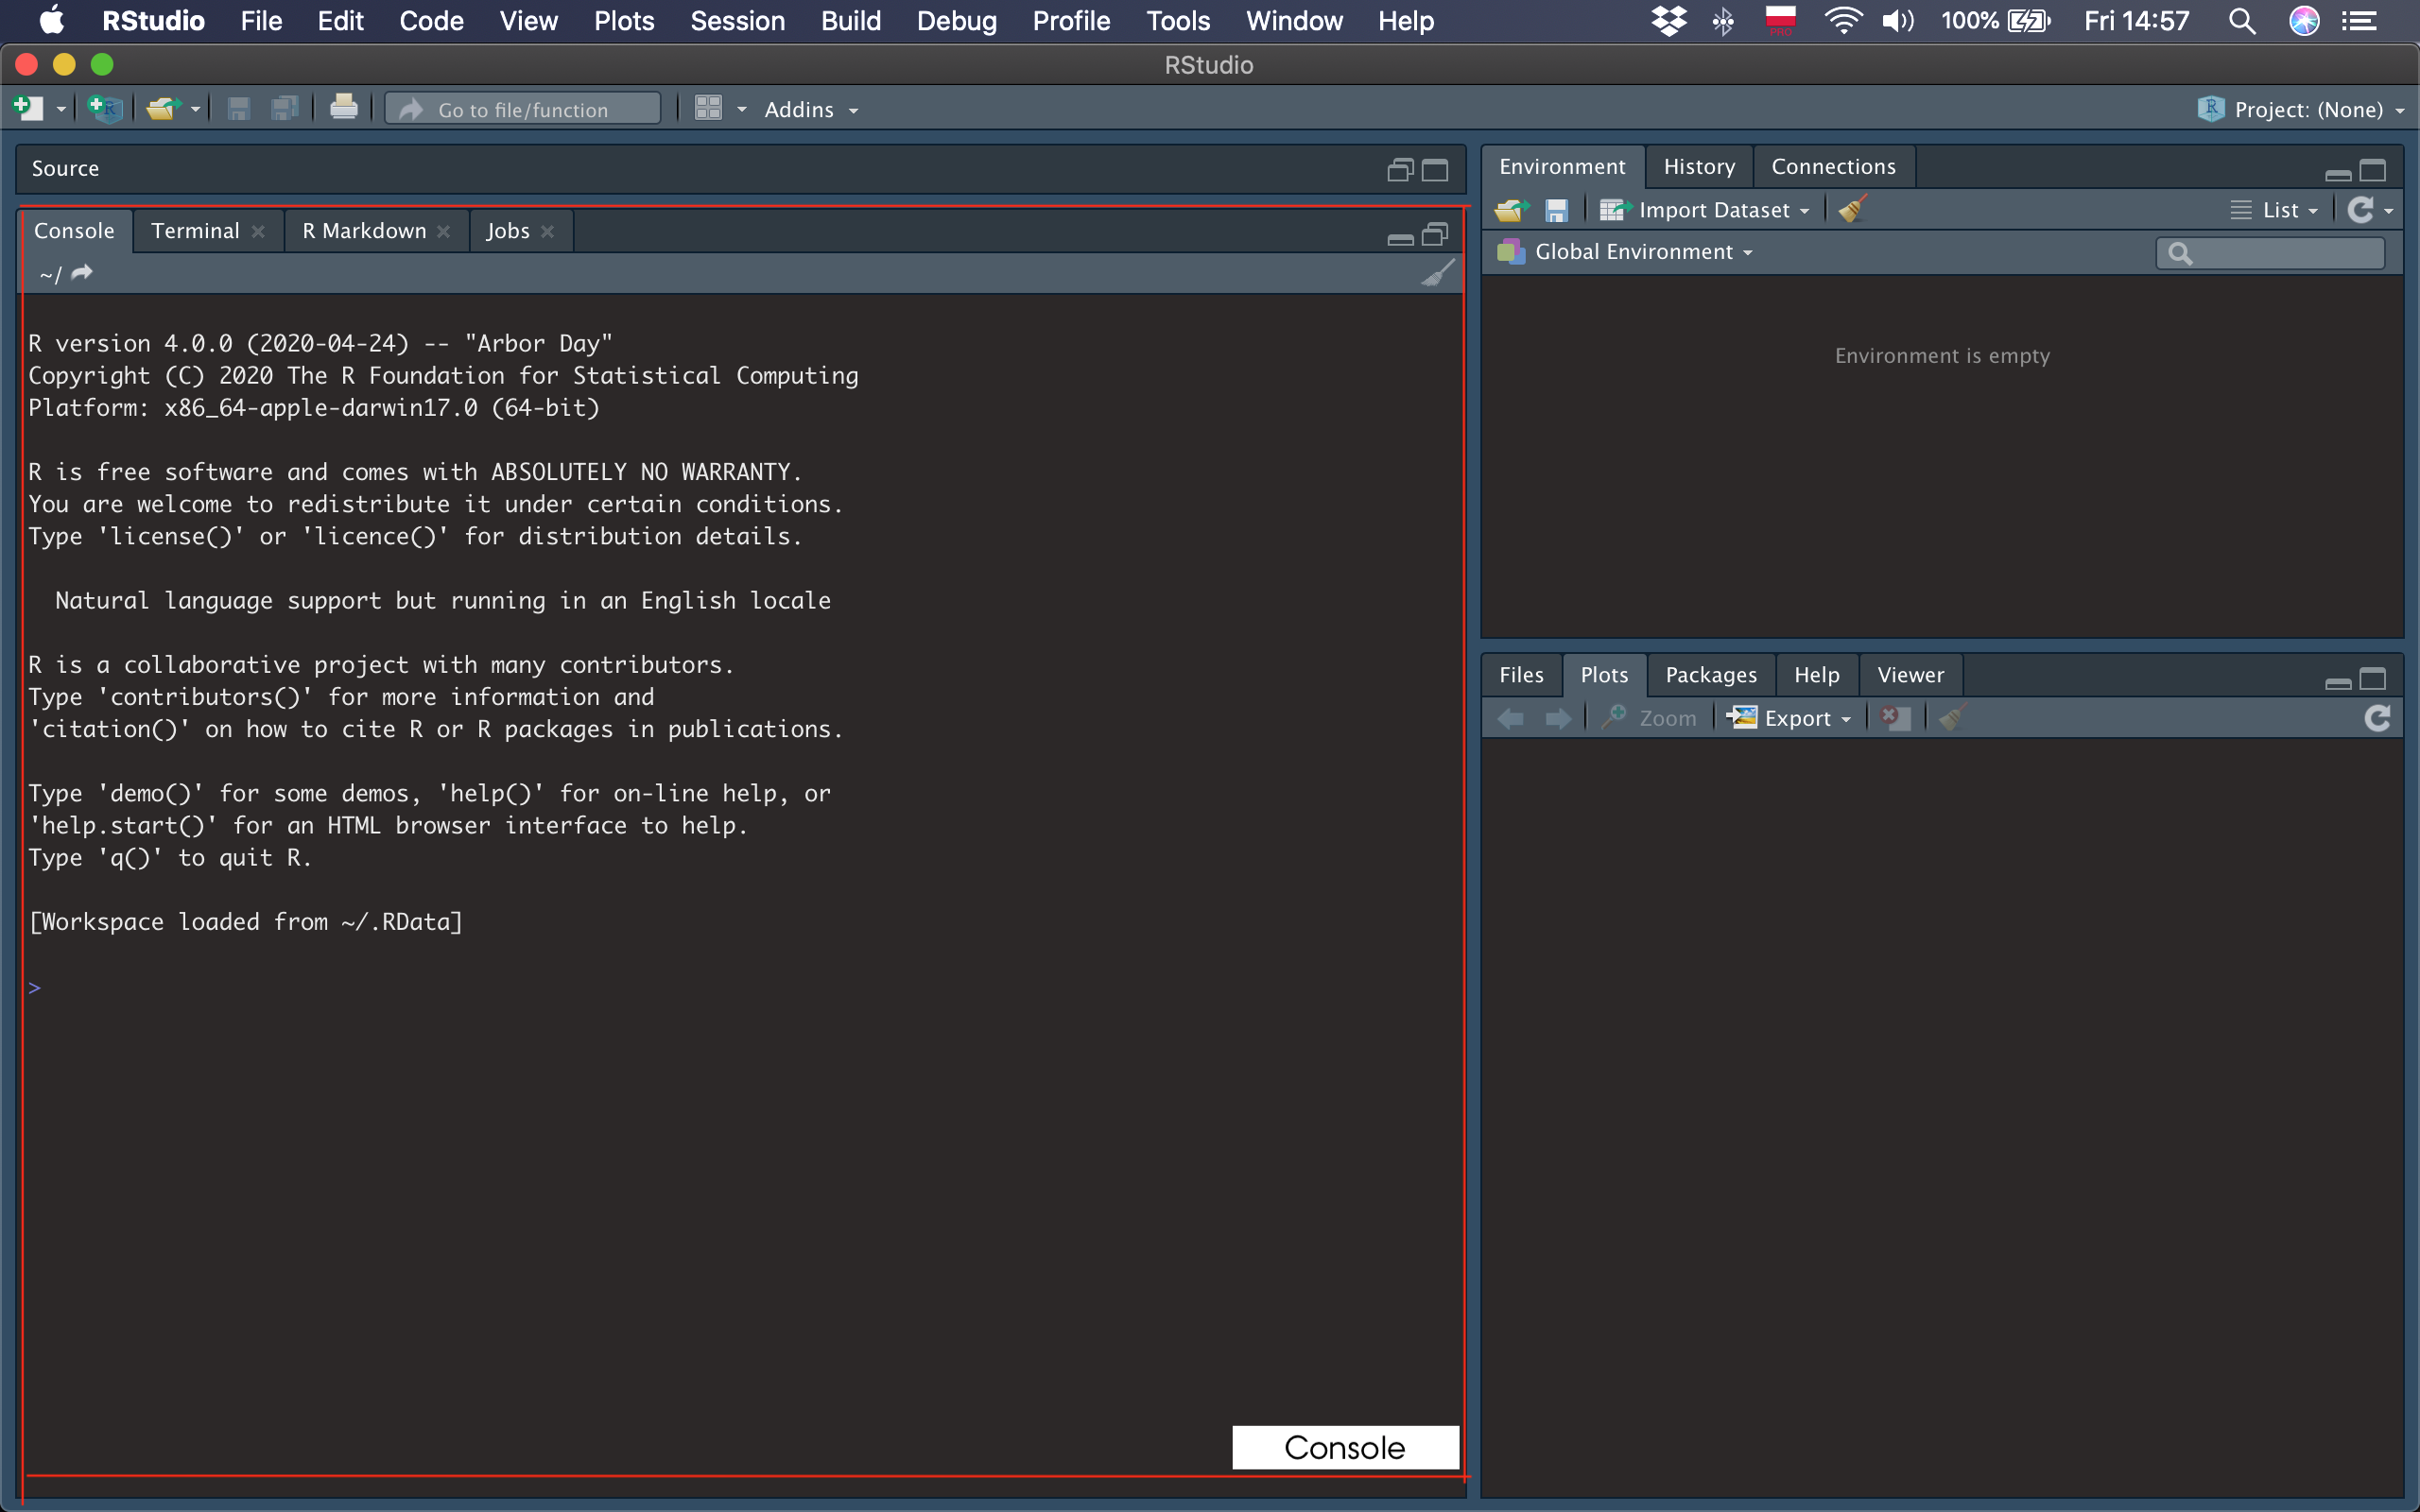 RStudio File Edit Code View Plots Session Build Debug Profile Tools Window Help PRO 100% Fri 14:57
RStudio
Go to file/function Addins Project: (None)
Source
Console Terminal R Markdown Jobs
~/
R version 4.0.0 (2020-04-24) -- "Arbor Day"
Copyright (C) 2020 The R Foundation for Statistical Computing
Platform: x86_64-apple-darwin17.0 (64-bit)
R is free software and comes with ABSOLUTELY NO WARRANTY.
You are welcome to redistribute it under certain conditions.
Type 'license()' or 'licence()' for distribution details.
Natural language support but running in an English locale
R is a collaborative project with many contributors.
Type 'contributors()' for more information and
'citation()' on how to cite R or R packages in publications.
Type 'demo()' for some demos, 'help()' for on-line help, or
'help.start()' for an HTML browser interface to help.
Type 'q()' to quit R.
[Workspace loaded from ~/.RData]
>
Console
Environment History Connections
Import Dataset List
Global Environment
Environment is empty
Files Plots Packages Help Viewer
Zoom Export